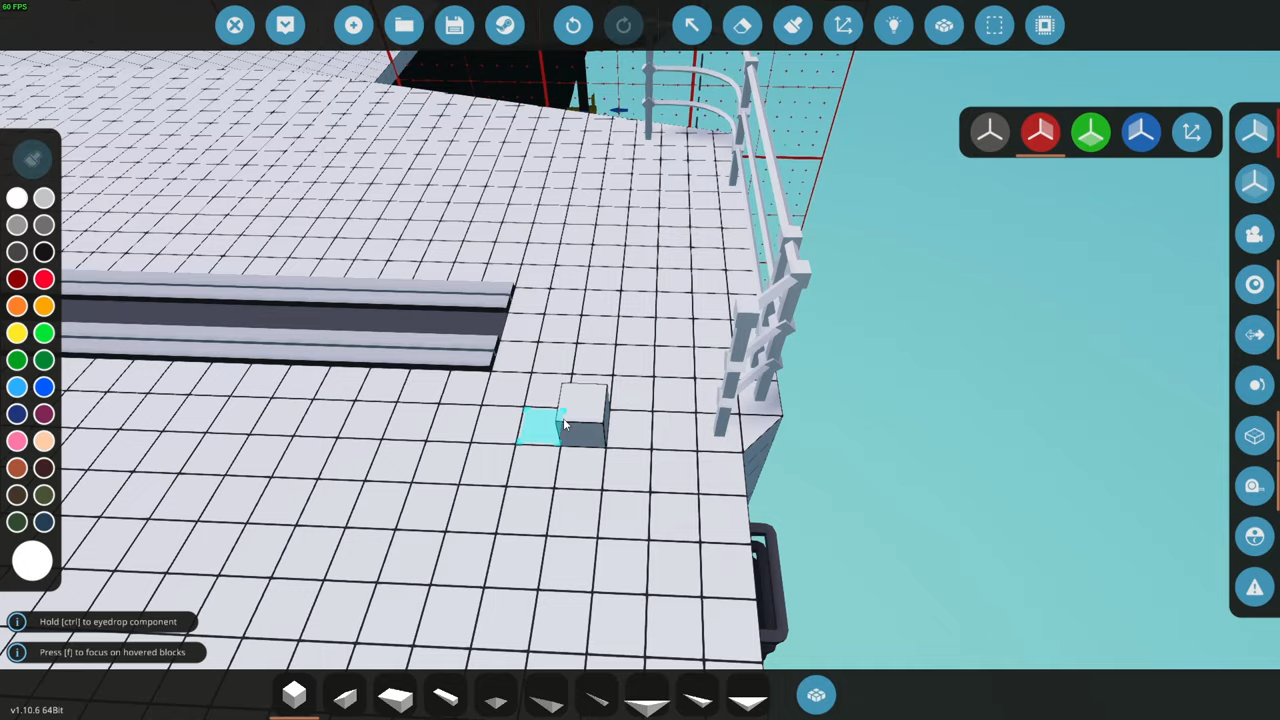 60 FPS
Hold [ctrl] to eyedrop component
Press [f] to focus on hovered blocks
v1.10.6 64Bit